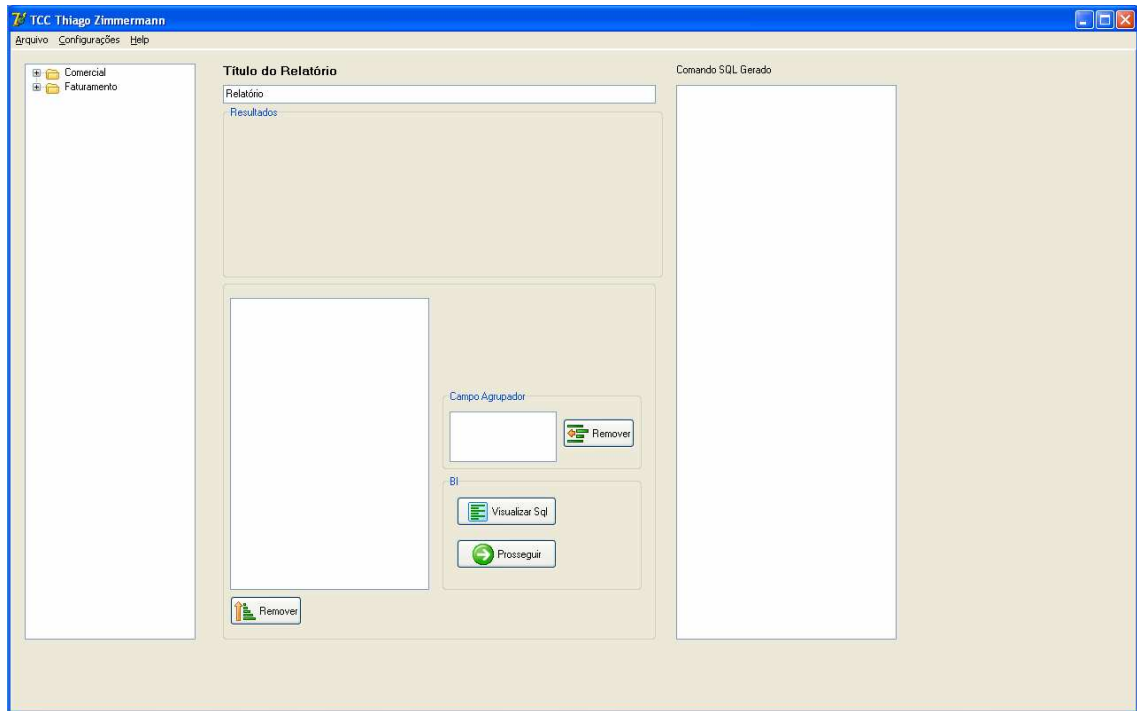 TCC Thiago Zimmermann
Arquivo Configurações Help
Comercial
Faturamento
Título do Relatório
Relatório
Resultados
Campo Agrupador
Remover
BI
Visualizar Sql
Prosseguir
Remover
Comando SQL Gerado